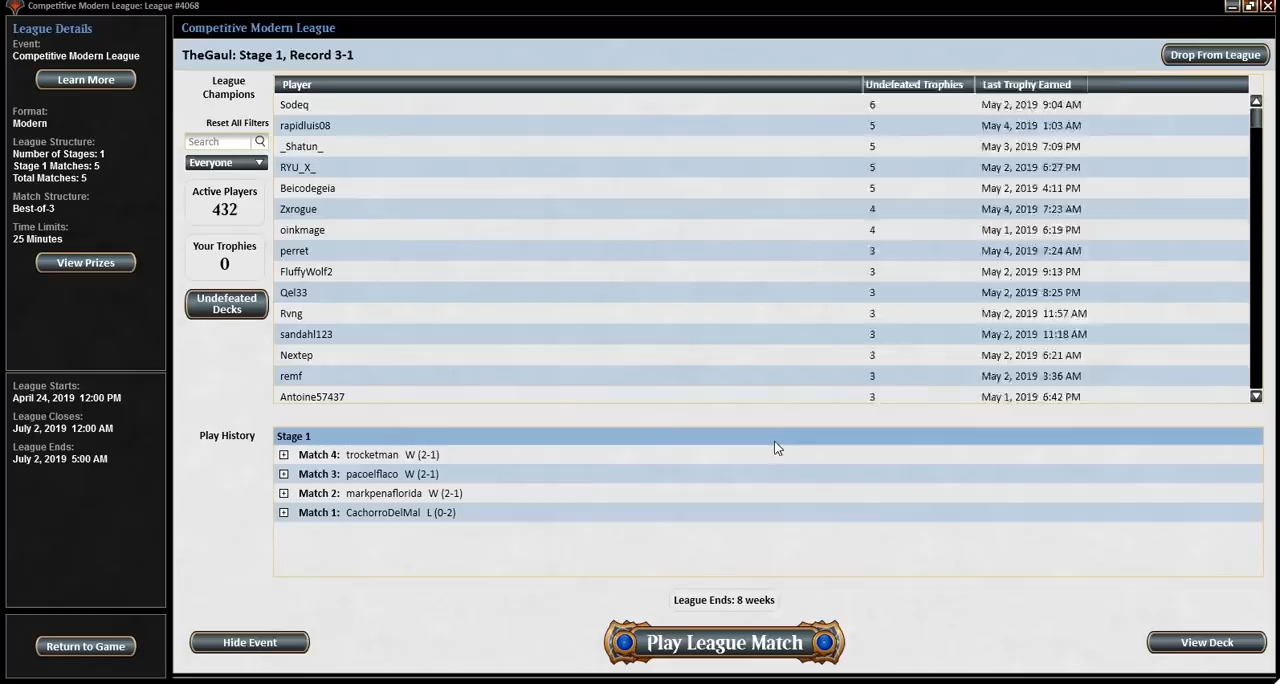 Competitive Modern League: League #4068
League Details
Event:
Competitive Modern League
Learn More
Format:
Modern
League Structure:
Number of Stages: 1
Stage 1 Matches: 5
Total Matches: 5
Match Structure:
Best-of-3
Time Limits:
25 Minutes
View Prizes
League Starts:
April 24, 2019 12:00 PM
League Closes:
July 2, 2019 12:00 AM
League Ends:
July 2, 2019 5:00 AM
Return to Game
Competitive Modern League
TheGaul: Stage 1, Record 3-1
Drop From League
League
Champions
Reset All Filters
Search
Everyone
Active Players
432
Your Trophies
0
Undefeated
Decks
Player Undefeated Trophies Last Trophy Earned
Sodeq 6 May 2, 2019 9:04 AM
rapidluis08 5 May 4, 2019 1:03 AM
_Shatun_ 5 May 3, 2019 7:09 PM
RYU_X_ 5 May 2, 2019 6:27 PM
Beicodegeia 5 May 2, 2019 4:11 PM
Zxrogue 4 May 4, 2019 7:23 AM
oinkmage 4 May 1, 2019 6:19 PM
perret 3 May 4, 2019 7:24 AM
FluffyWolf2 3 May 2, 2019 9:13 PM
Qel33 3 May 2, 2019 8:25 PM
Rvng 3 May 2, 2019 11:57 AM
sandahl123 3 May 2, 2019 11:18 AM
Nextep 3 May 2, 2019 6:21 AM
remf 3 May 2, 2019 3:36 AM
Antoine57437 3 May 1, 2019 6:42 PM
Play History
Stage 1
Match 4: trocketman W (2-1)
Match 3: pacoelflaco W (2-1)
Match 2: markpenaflorida W (2-1)
Match 1: CachorroDelMal L (0-2)
League Ends: 8 weeks
Hide Event
Play League Match
View Deck